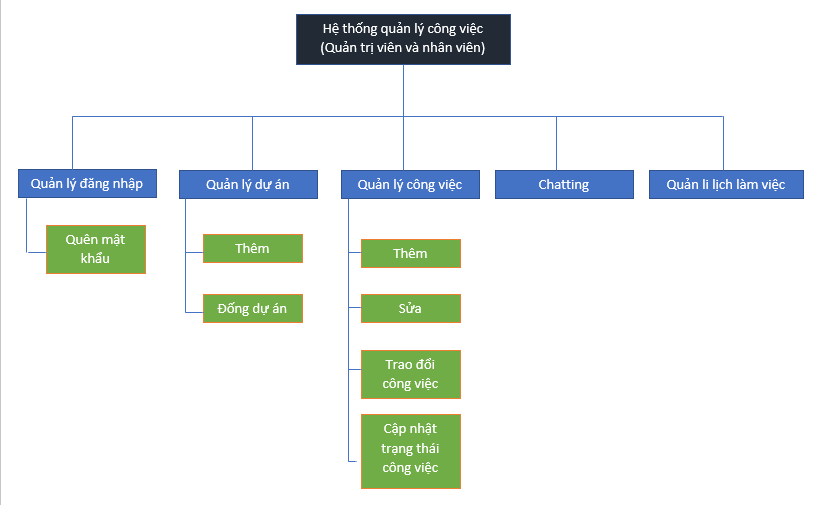 Hệ thống quản lý công việc
(Quản trị viên và nhân viên)
Quản lý đăng nhập
Quản lý dự án
Quản lý công việc
Chatting
Quản li lịch làm việc
Quên mật
khẩu
Thêm
Đống dự án
Thêm
Sửa
Trao đổi
công việc
Cập nhật
trạng thái
công việc